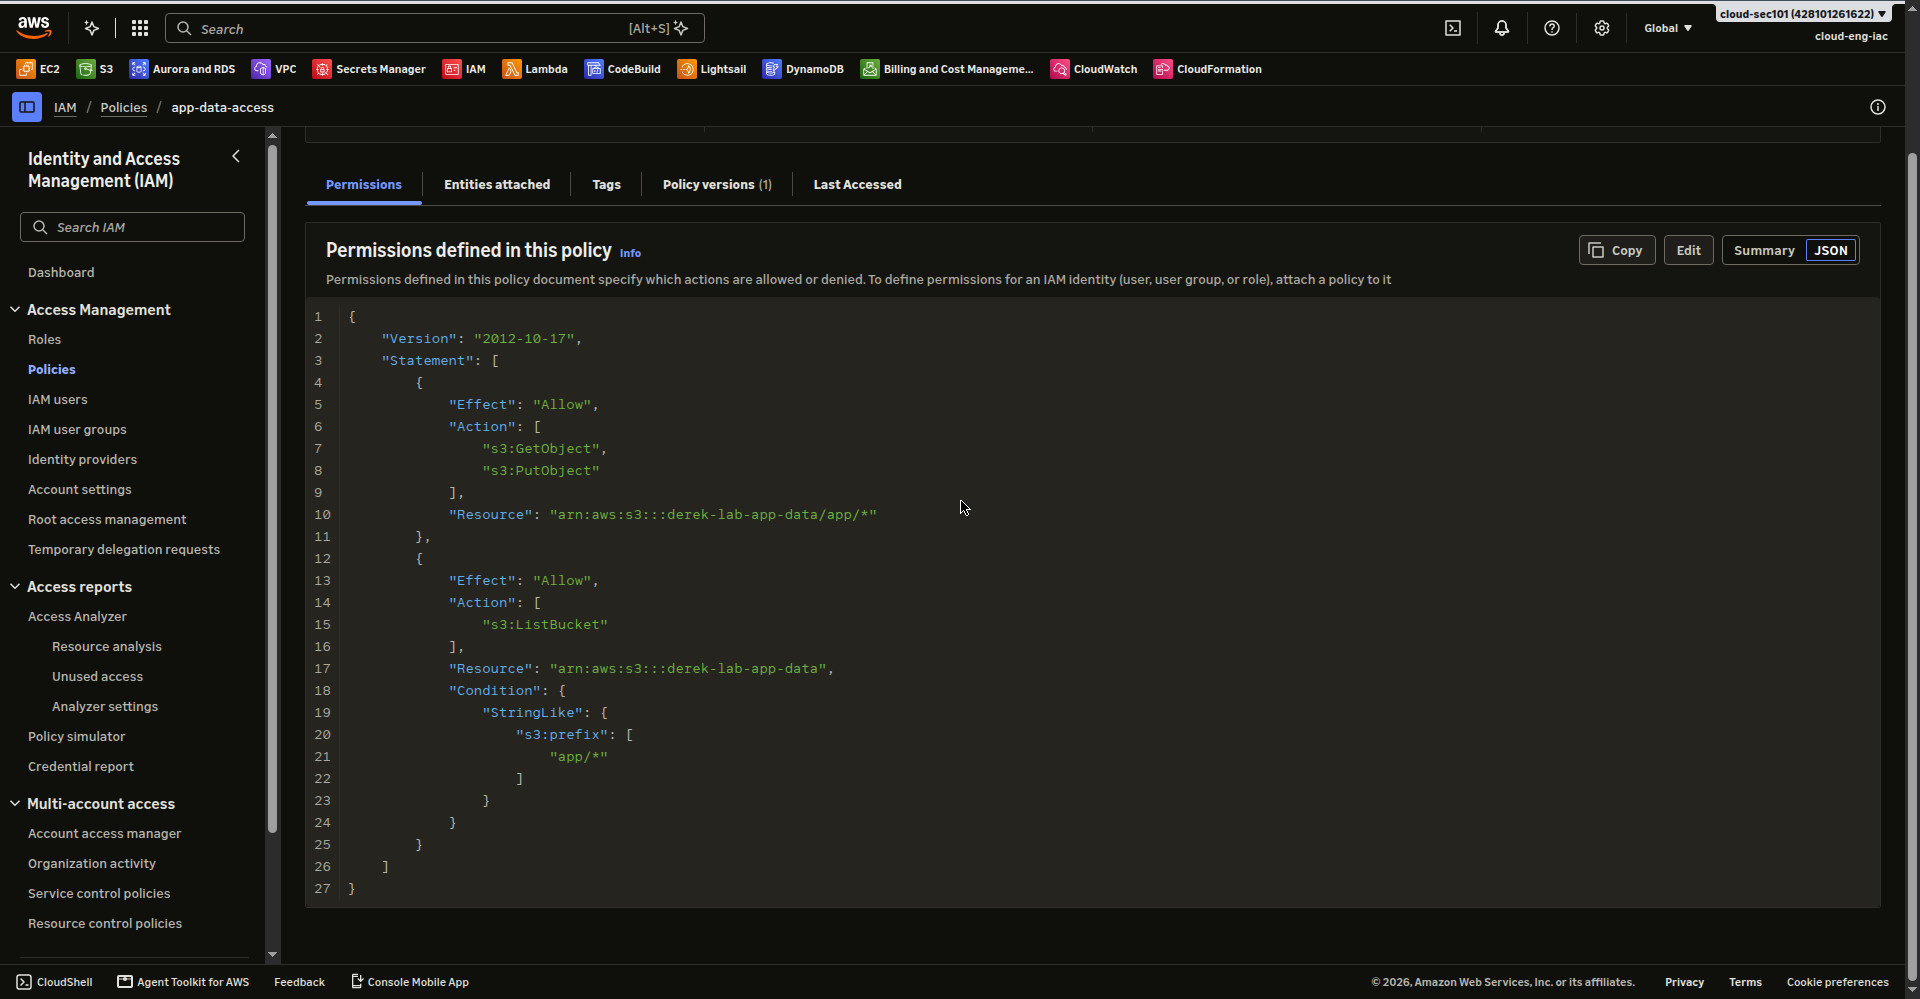 aws
Search [Alt+S]
Global
cloud-sec101 (428101261622)
cloud-eng-iac
EC2 S3 Aurora and RDS VPC Secrets Manager IAM Lambda CodeBuild Lightsail DynamoDB Billing and Cost Manageme... CloudWatch CloudFormation
IAM / Policies / app-data-access
Identity and Access
Management (IAM)
Search IAM
Dashboard
Access Management
Roles
Policies
IAM users
IAM user groups
Identity providers
Account settings
Root access management
Temporary delegation requests
Access reports
Access Analyzer
Resource analysis
Unused access
Analyzer settings
Policy simulator
Credential report
Multi-account access
Account access manager
Organization activity
Service control policies
Resource control policies
Permissions Entities attached Tags Policy versions (1) Last Accessed
Permissions defined in this policy Info
Copy Edit Summary JSON
Permissions defined in this policy document specify which actions are allowed or denied. To define permissions for an IAM identity (user, user group, or role), attach a policy to it
1 {
2     "Version": "2012-10-17",
3     "Statement": [
4         {
5             "Effect": "Allow",
6             "Action": [
7                 "s3:GetObject",
8                 "s3:PutObject"
9             ],
10             "Resource": "arn:aws:s3:::derek-lab-app-data/app/*"
11         },
12         {
13             "Effect": "Allow",
14             "Action": [
15                 "s3:ListBucket"
16             ],
17             "Resource": "arn:aws:s3:::derek-lab-app-data",
18             "Condition": {
19                 "StringLike": {
20                     "s3:prefix": [
21                         "app/*"
22                     ]
23                 }
24             }
25         }
26     ]
27 }
CloudShell Agent Toolkit for AWS Feedback Console Mobile App
© 2026, Amazon Web Services, Inc. or its affiliates. Privacy Terms Cookie preferences